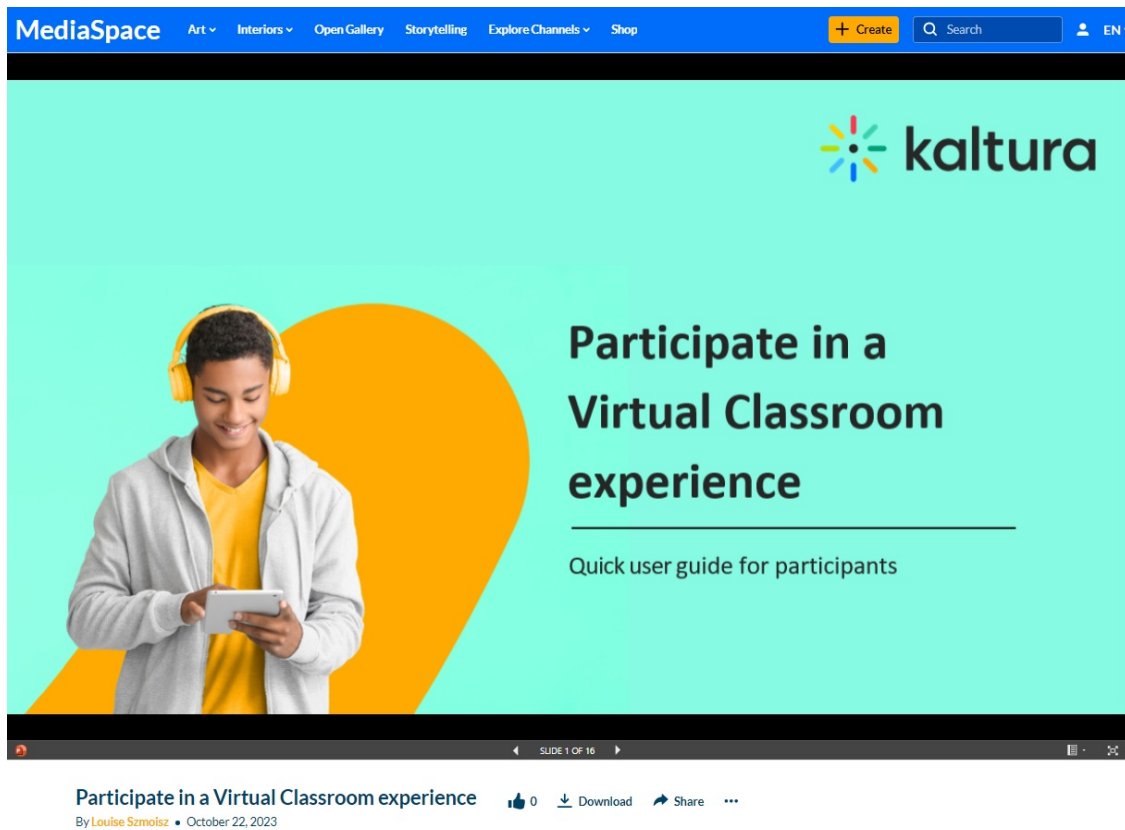 MediaSpace Art Interiors Open Gallery Storytelling Explore Channels Shop + Create Search EN
kaltura
Participate in a
Virtual Classroom
experience
Quick user guide for participants
SLIDE 1 OF 16
Participate in a Virtual Classroom experience 0 Download Share ...
By Louise Szmoisz • October 22, 2023